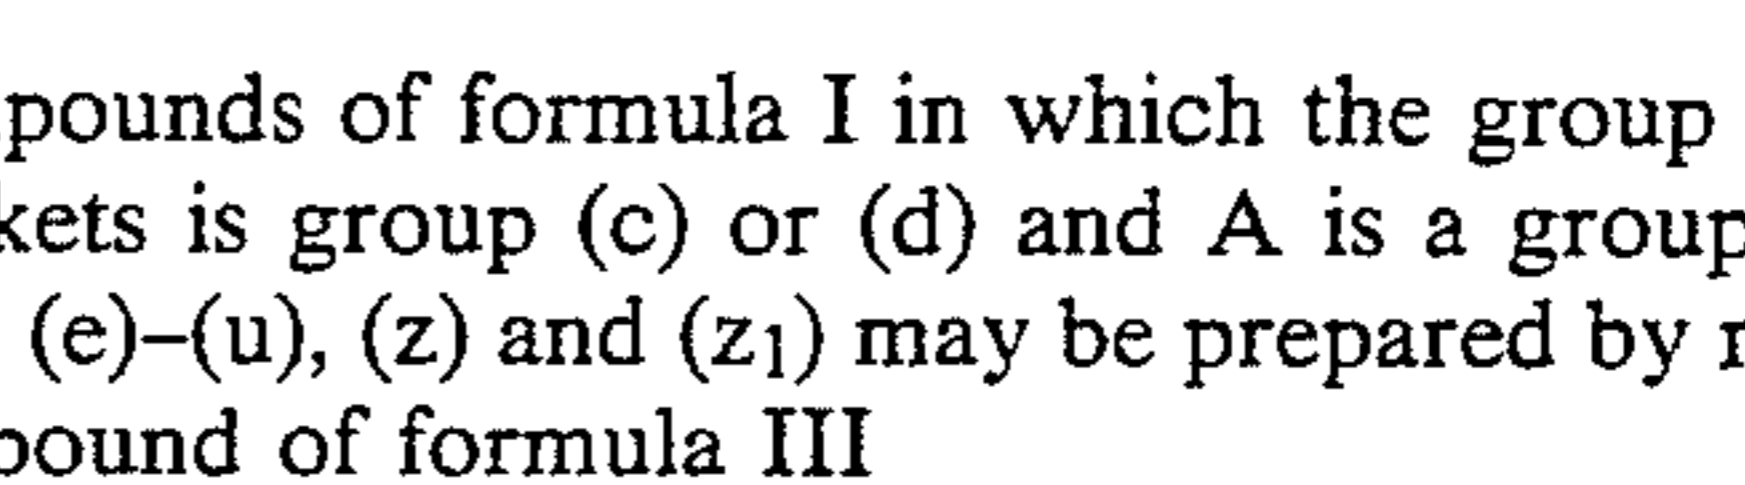 pounds of formula I in which the group
kets is group (c) or (d) and A is a group
(e)–(u), (z) and (z1) may be prepared by r
pound of formula III